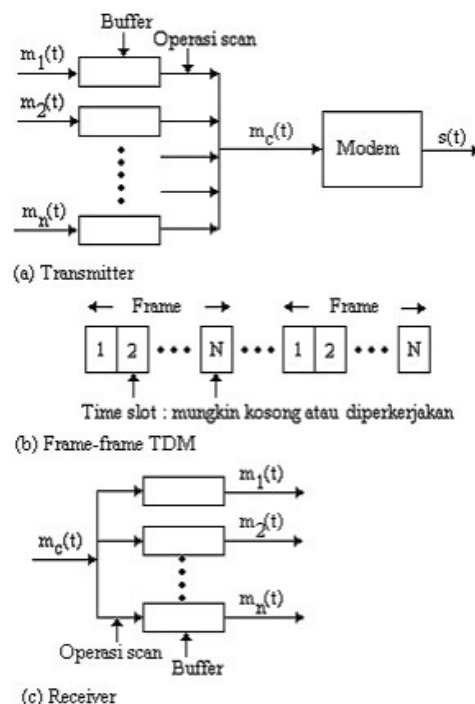 Buffer
Operasi scan
m1(t)
m2(t)
mc(t)
Modem
s(t)
mn(t)
(a) Transmitter
Frame Frame
1 2 N 1 2 N
Time slot : mungkin kosong atau diperkerjakan
(b) Frame-frame TDM
m1(t)
mc(t)
m2(t)
mn(t)
Operasi scan
Buffer
(c) Receiver